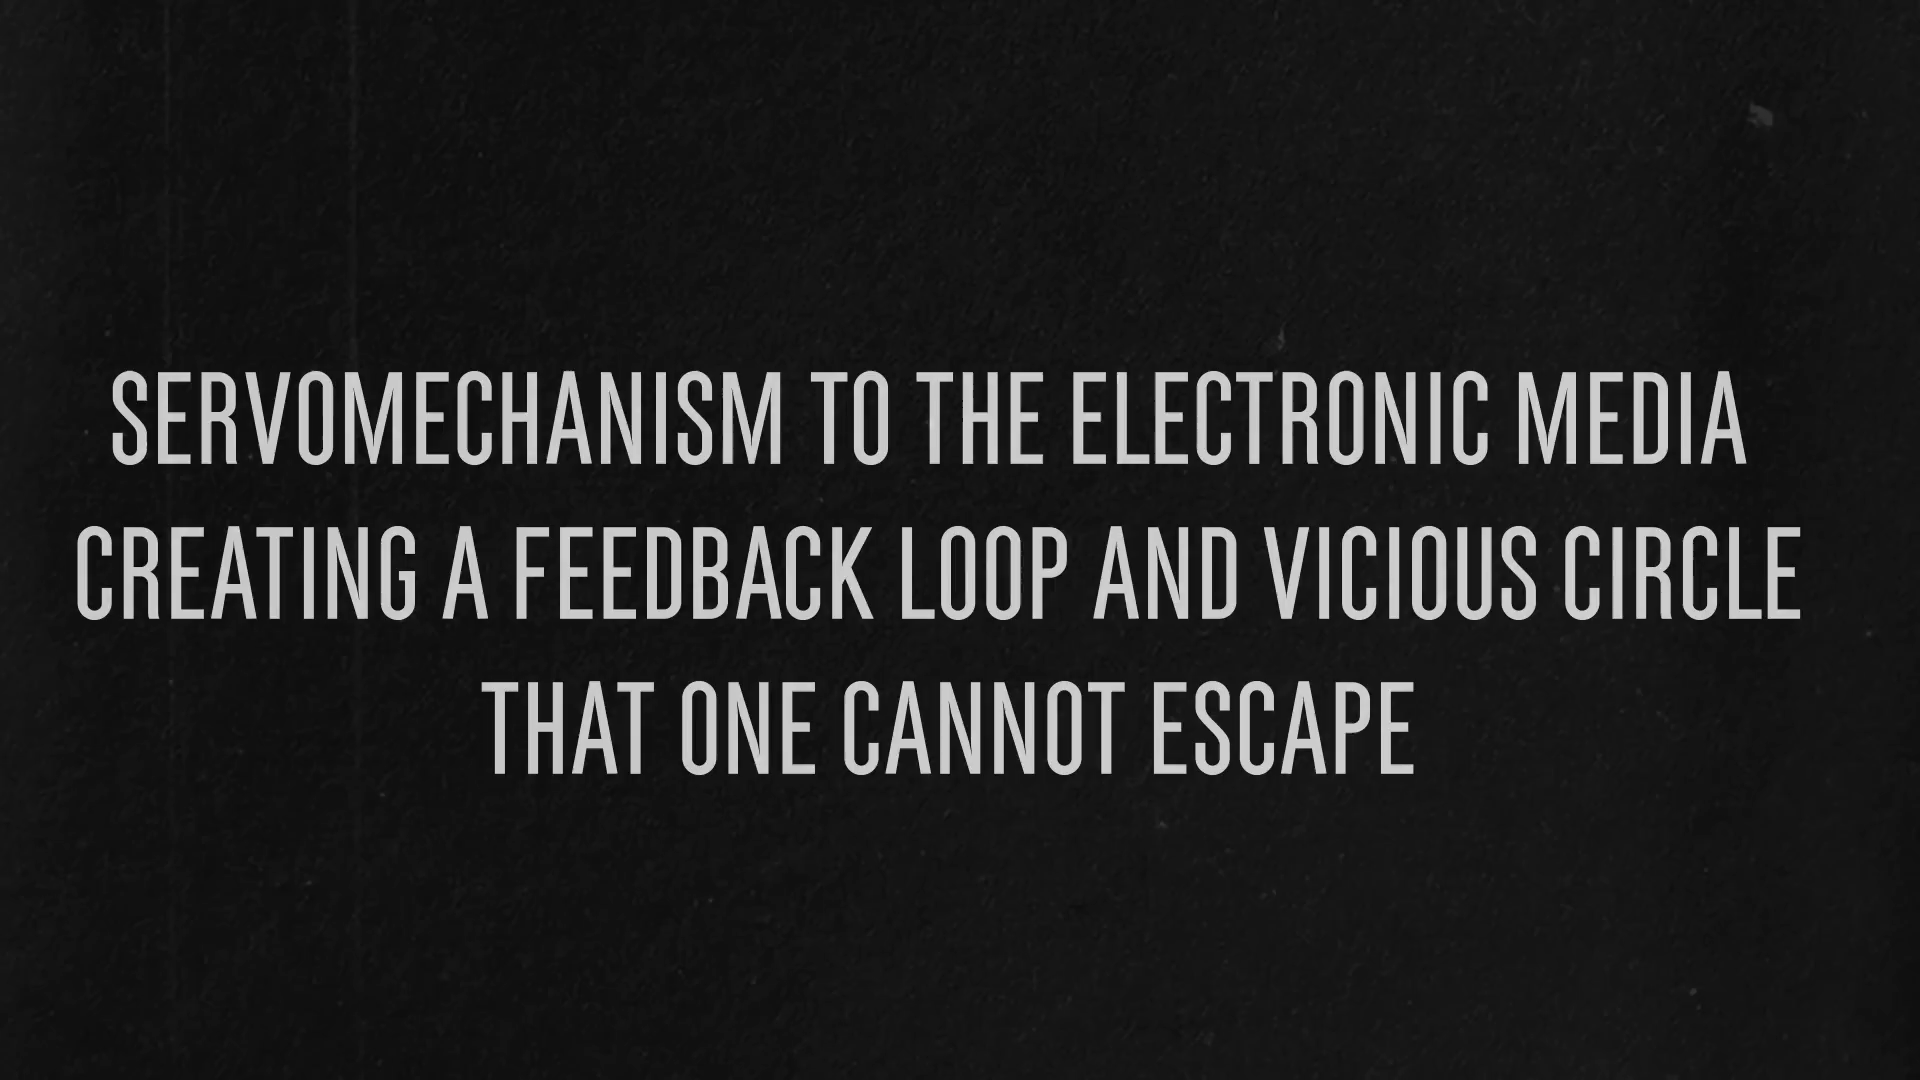 SERVOMECHANISM TO THE ELECTRONIC MEDIA
CREATING A FEEDBACK LOOP AND VICIOUS CIRCLE
THAT ONE CANNOT ESCAPE